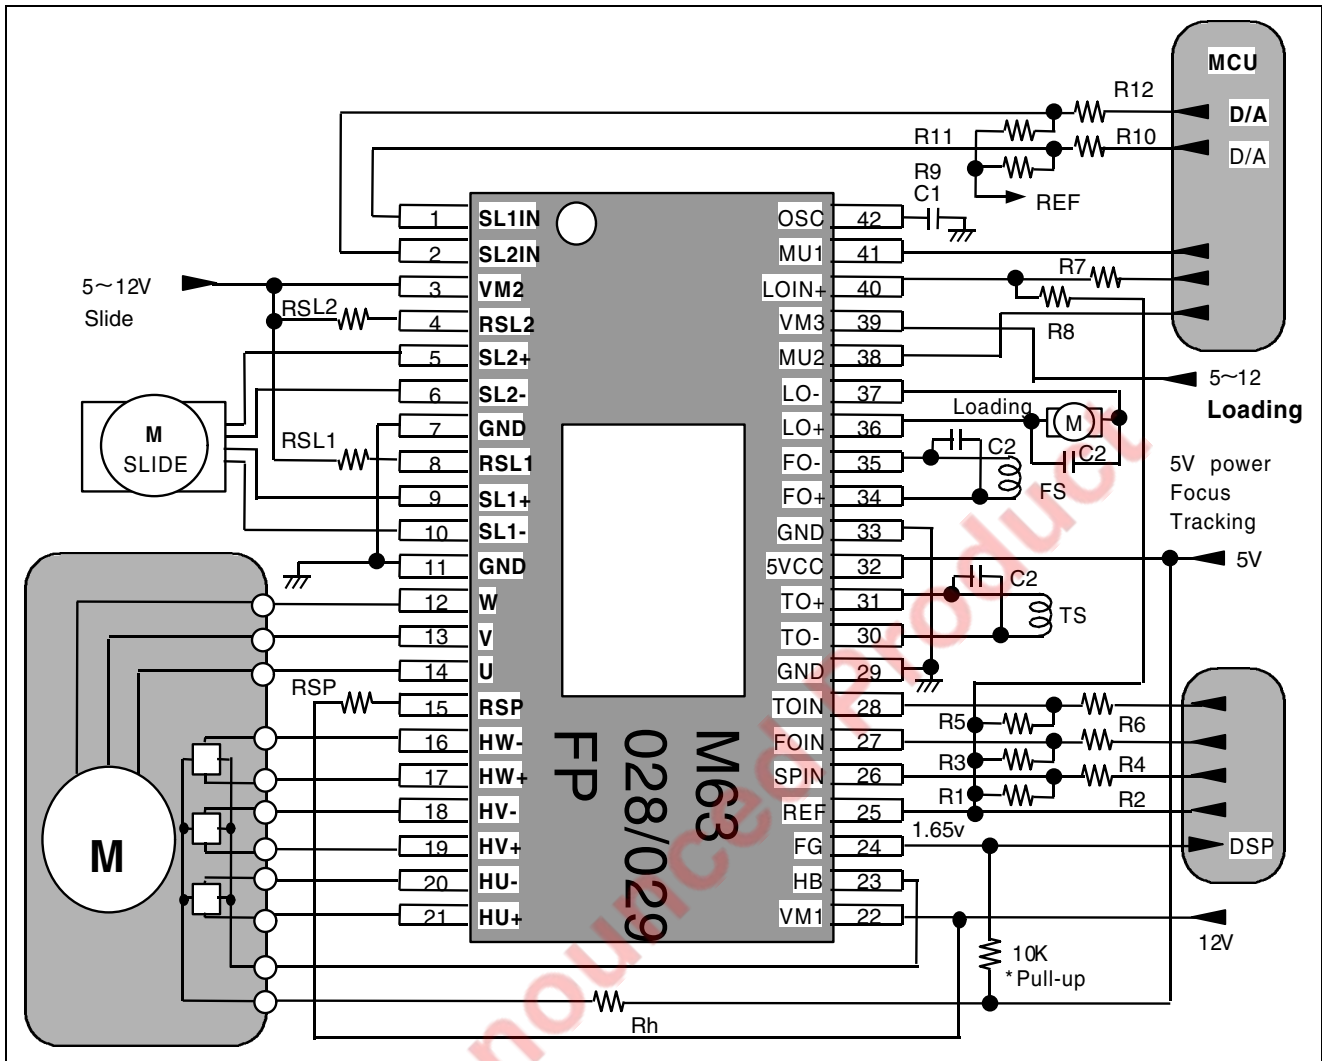 MCU
R12
D/A
R11
R10
D/A
R9
C1
REF
1 SL1IN
OSC 42
2 SL2IN
MU1 41
5~12V
Slide
3 VM2
LOIN+ 40
R7
RSL2
4 RSL2
VM3 39
R8
5 SL2+
MU2 38
6 SL2-
LO- 37
5~12
Loading
Loading
M
7 GND
LO+ 36
M
SLIDE
RSL1
8 RSL1
FO- 35
C2
C2
5V power
Focus
Tracking
9 SL1+
FO+ 34
FS
10 SL1-
GND 33
11 GND
5VCC 32
5V
C2
12 W
TO+ 31
TS
13 V
TO- 30
14 U
GND 29
RSP
15 RSP
TOIN 28
R5
R6
16 HW-
FOIN 27
R3
R4
17 HW+
SPIN 26
R1
R2
18 HV-
REF 25
1.65v
19 HV+
FG 24
DSP
20 HU-
HB 23
21 HU+
VM1 22
12V
M
M63
028/029
FP
10K
*Pull-up
Rh
nounced Product